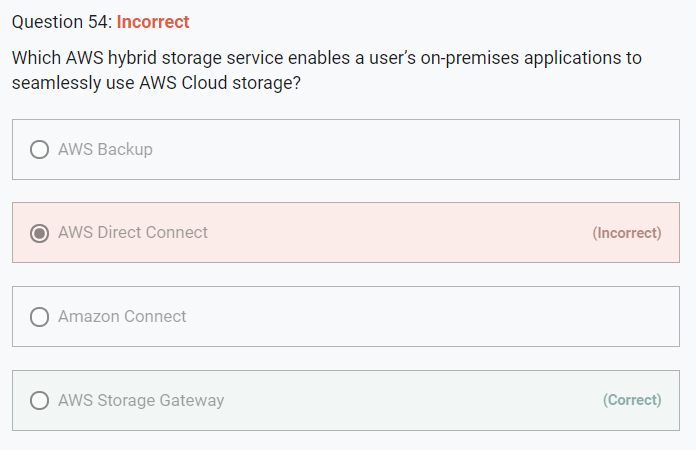 Question 54: Incorrect
Which AWS hybrid storage service enables a user’s on-premises applications to
seamlessly use AWS Cloud storage?
AWS Backup
AWS Direct Connect (Incorrect)
Amazon Connect
AWS Storage Gateway (Correct)